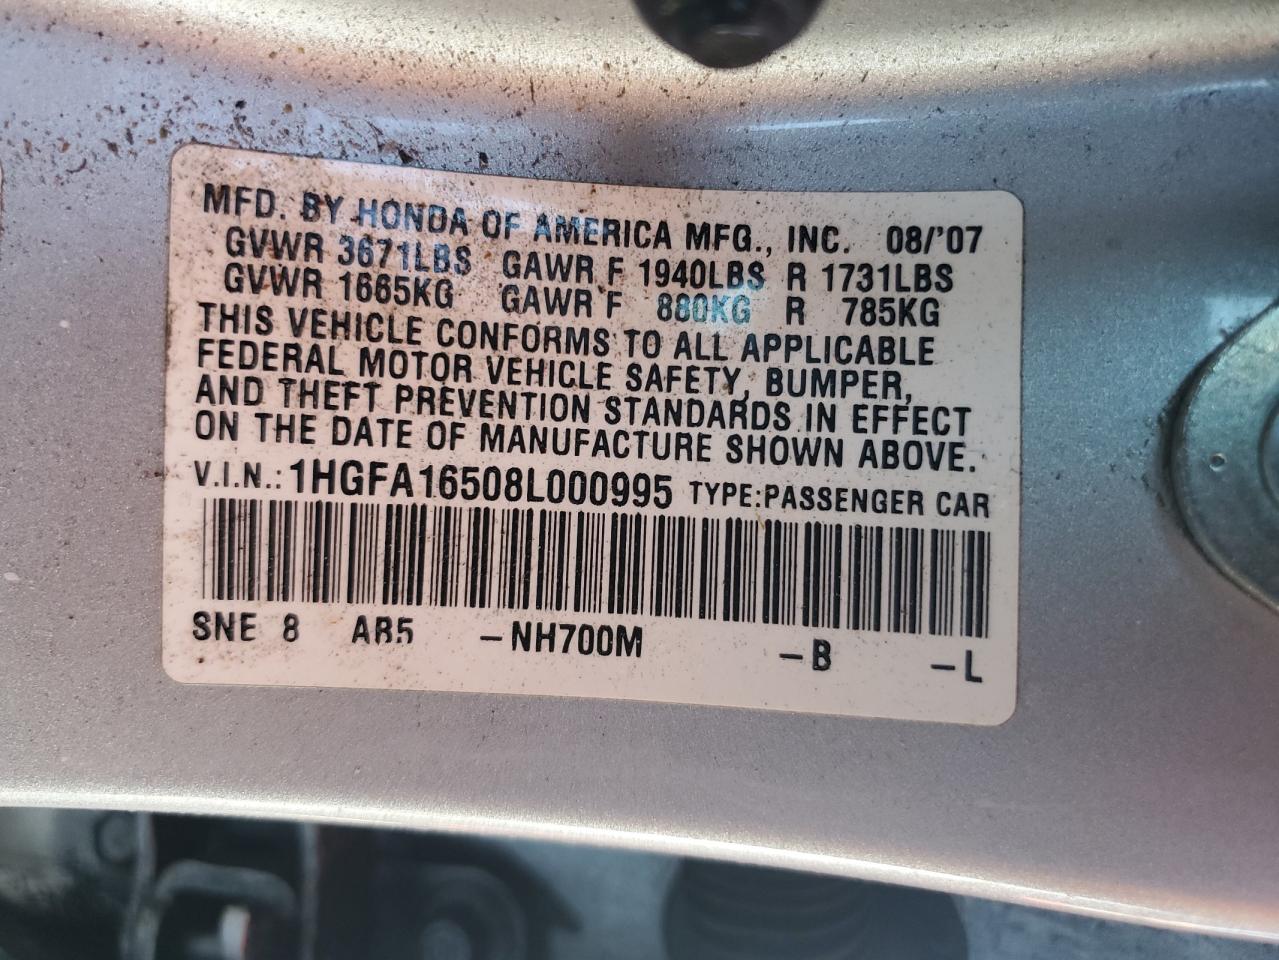 MFD. BY HONDA OF AMERICA MFG., INC. 08/'07
GVWR 3671LBS GAWR F 1940LBS R 1731LBS
GVWR 1665KG GAWR F 880KG R 785KG
THIS VEHICLE CONFORMS TO ALL APPLICABLE
FEDERAL MOTOR VEHICLE SAFETY, BUMPER,
AND THEFT PREVENTION STANDARDS IN EFFECT
ON THE DATE OF MANUFACTURE SHOWN ABOVE.
V.I.N.: 1HGFA16508L000995 TYPE:PASSENGER CAR
SNE 8 AR5 -NH700M -B -L